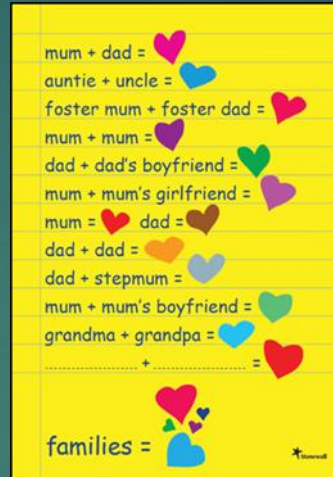 mum + dad =
auntie + uncle =
foster mum + foster dad =
mum + mum =
dad + dad's boyfriend =
mum + mum's girlfriend =
mum = dad =
dad + dad =
dad + stepmum =
mum + mum's boyfriend =
grandma + grandpa =
.................... + .................... =
families =
Stonewall